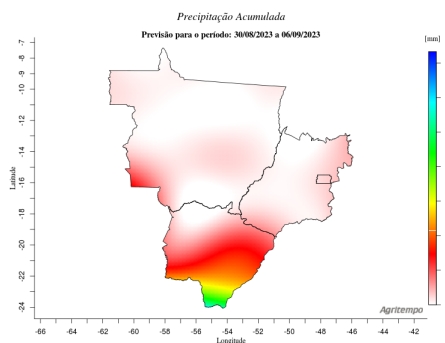 Precipitação Acumulada
Previsão para o período: 30/08/2023 a 06/09/2023
[mm]
-7
-8
-10
-12
-14
-16
-18
-20
-22
-24
Latitude
Agritempo
-66 -64 -62 -60 -58 -56 -54 -52 -50 -48 -46 -44 -42
Longitude